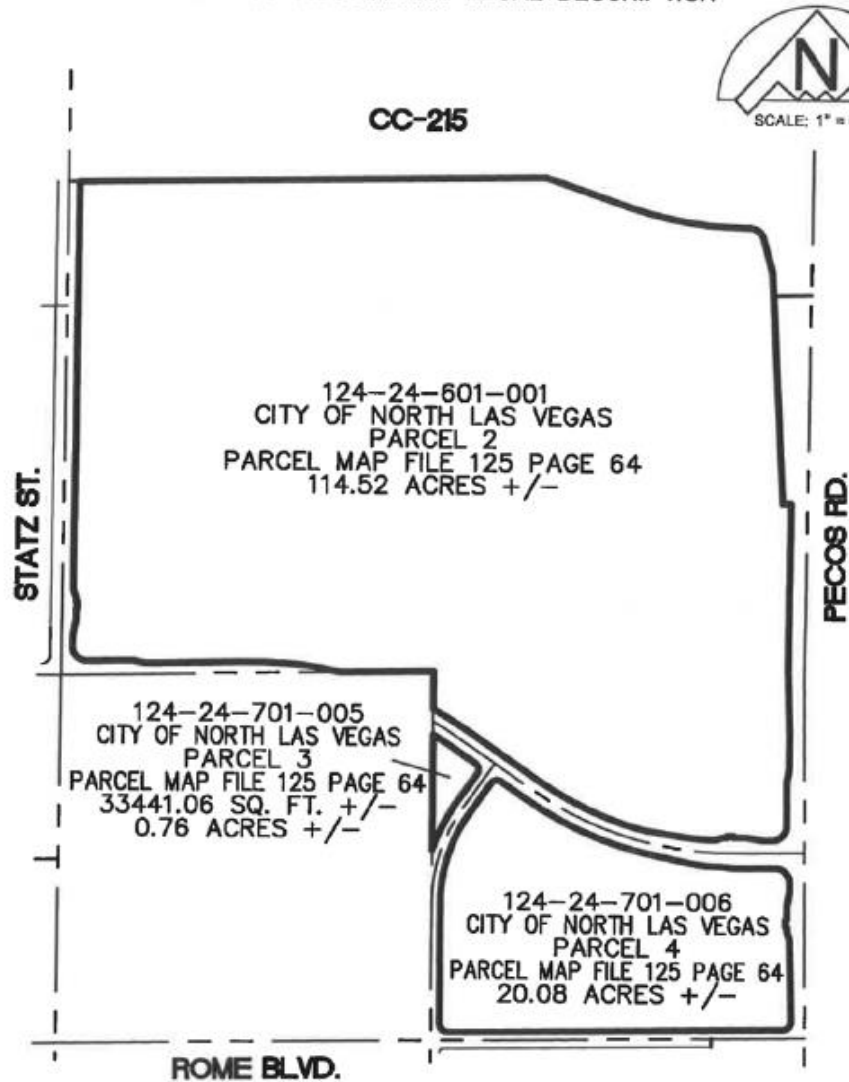 CC-215
N
SCALE: 1" =
124-24-601-001
CITY OF NORTH LAS VEGAS
PARCEL 2
PARCEL MAP FILE 125 PAGE 64
114.52 ACRES +/-
STATZ ST.
PECOS RD.
124-24-701-005
CITY OF NORTH LAS VEGAS
PARCEL 3
PARCEL MAP FILE 125 PAGE 64
33441.06 SQ. FT. +/-
0.76 ACRES +/-
124-24-701-006
CITY OF NORTH LAS VEGAS
PARCEL 4
PARCEL MAP FILE 125 PAGE 64
20.08 ACRES +/-
ROME BLVD.